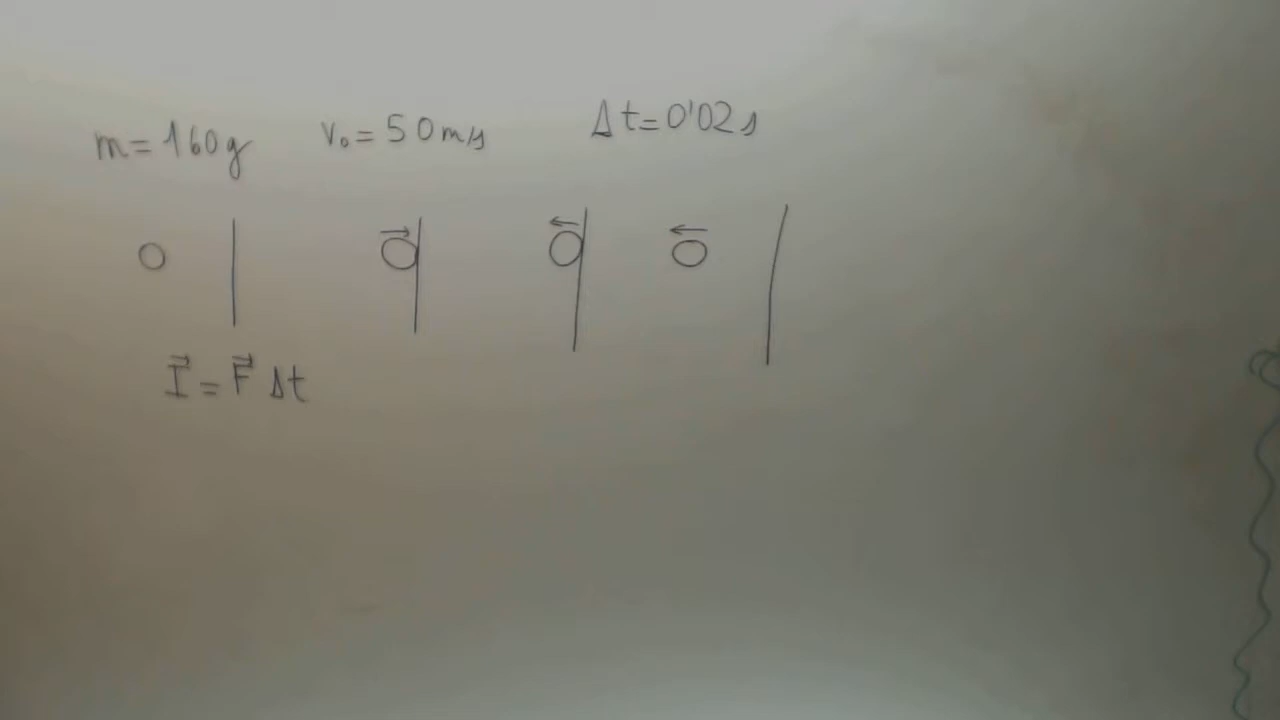 m = 160g v₀ = 50 m/s Δt = 0'02 s
I⃗ = F⃗ Δt